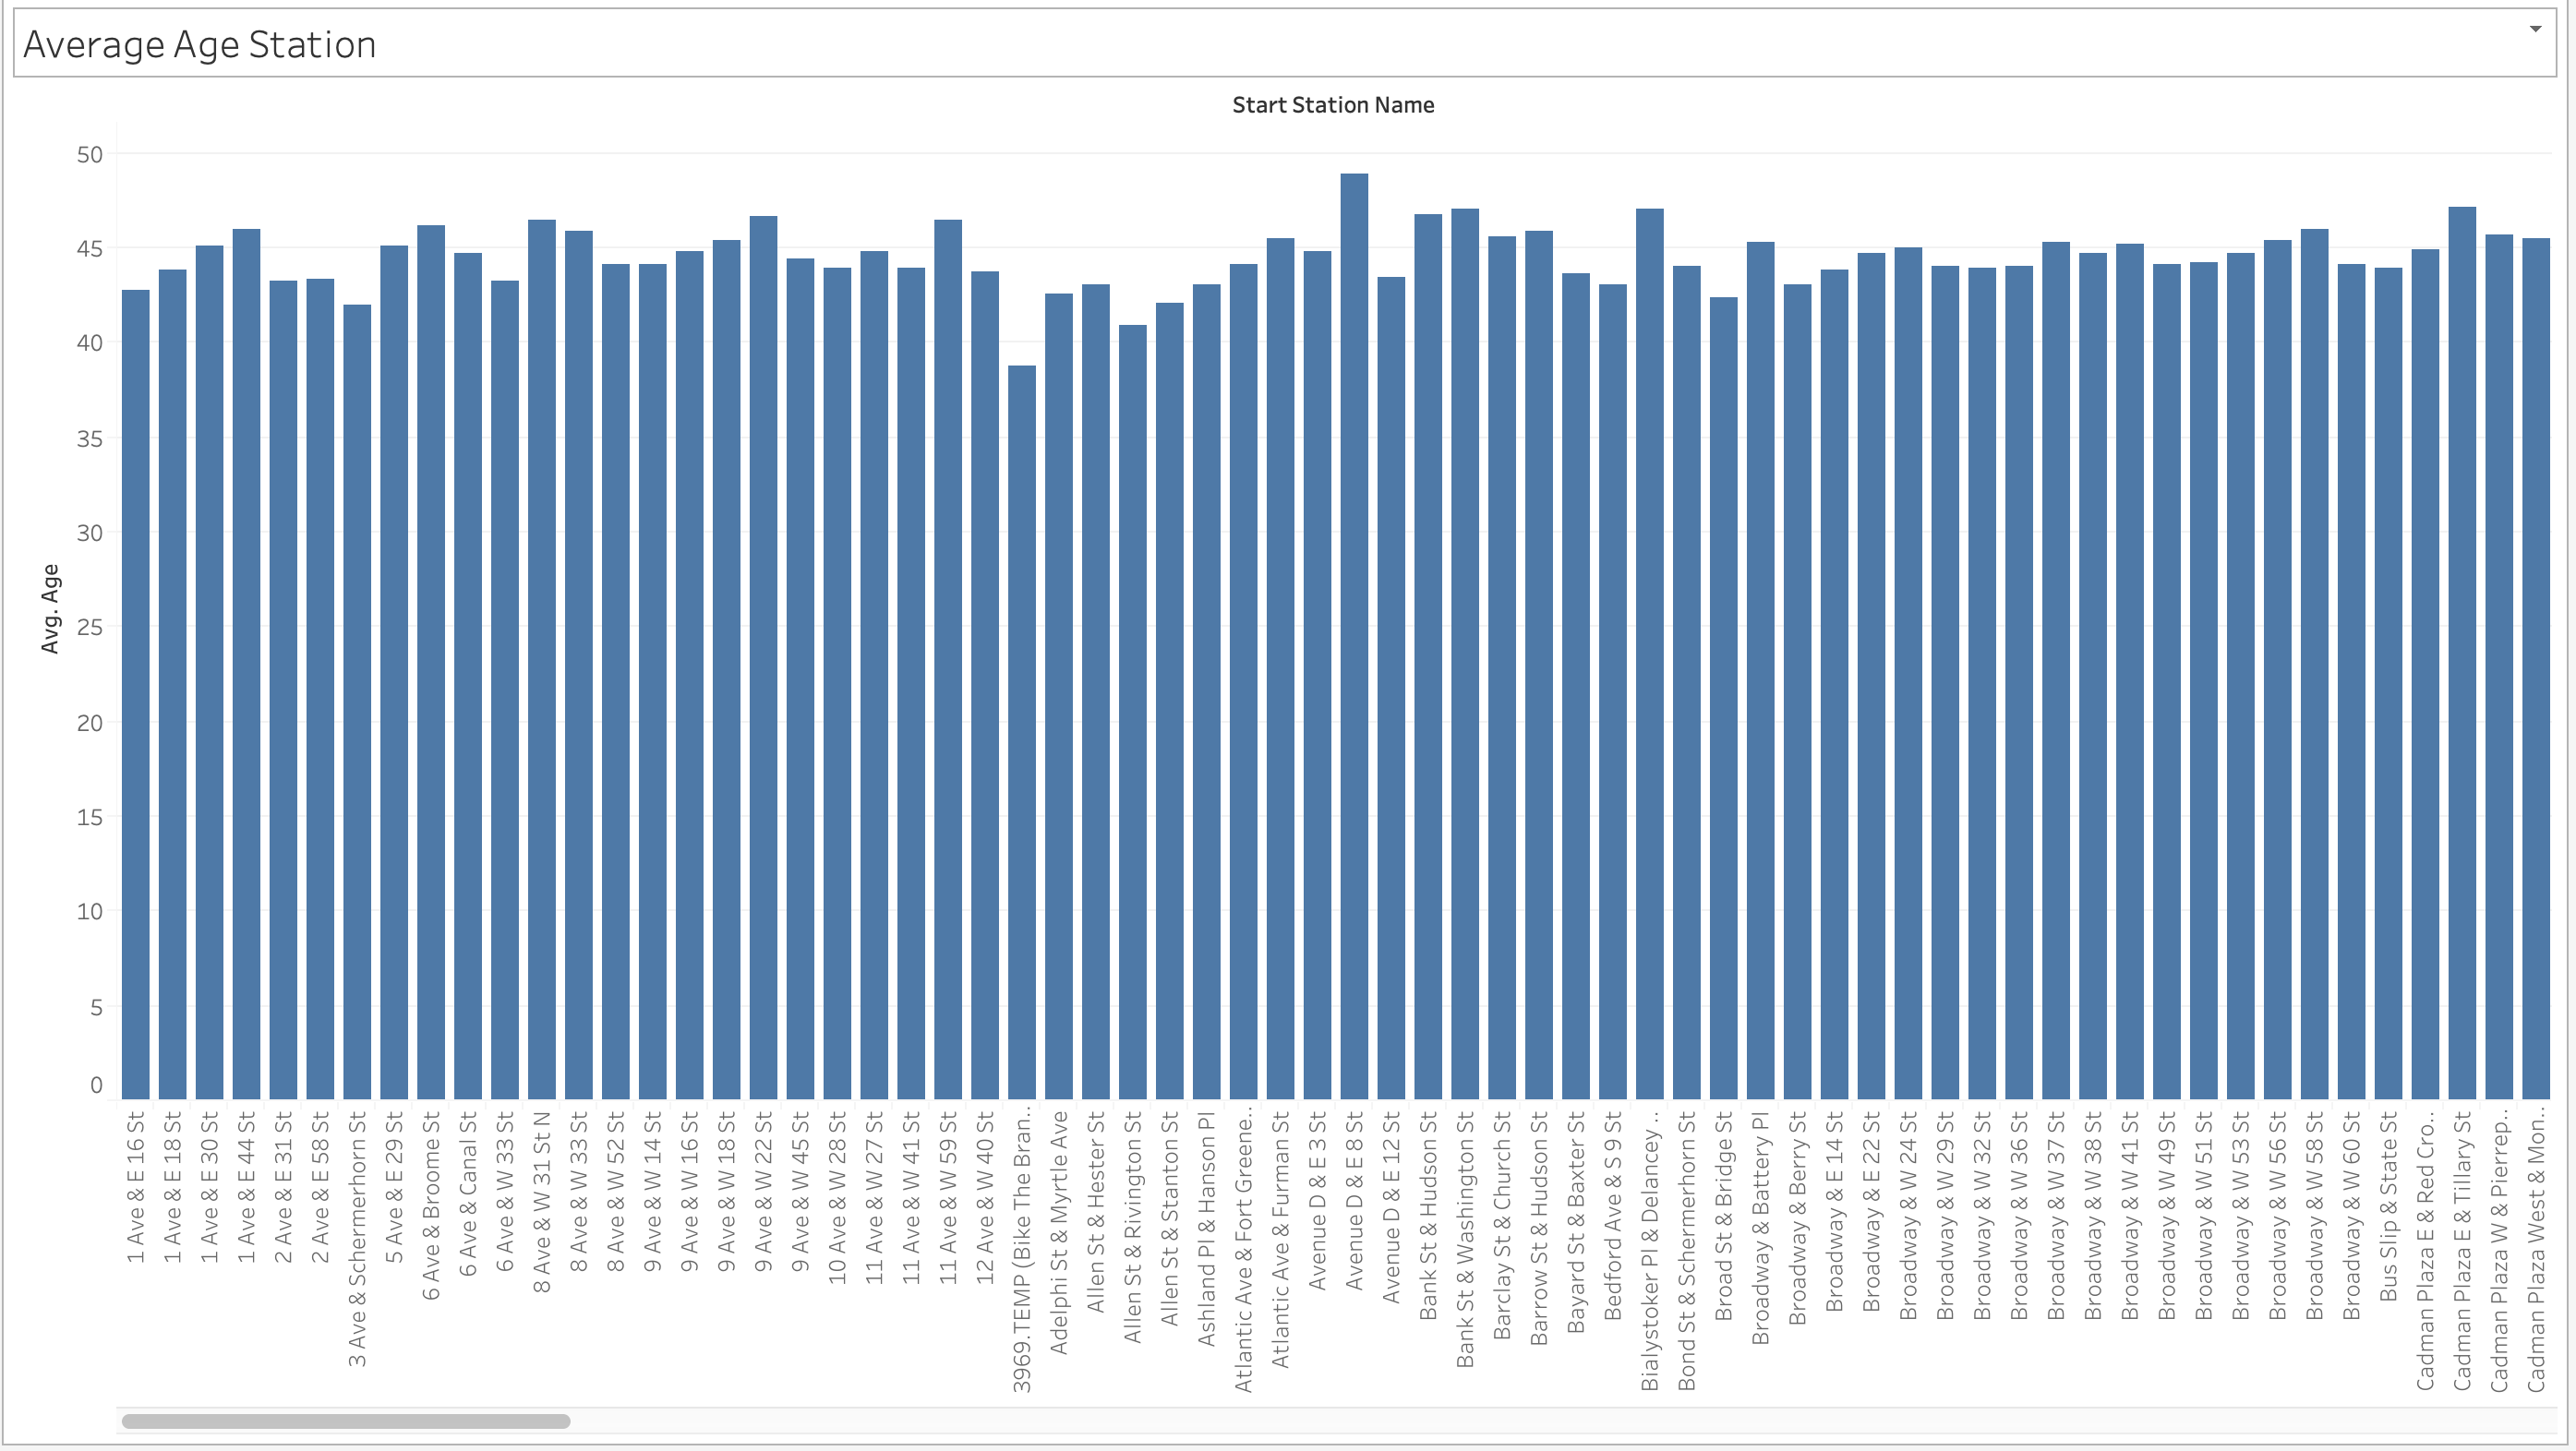 Average Age Station
Start Station Name
50
45
40
35
30
25
20
15
10
5
0
Avg. Age
1 Ave & E 16 St
1 Ave & E 18 St
1 Ave & E 30 St
1 Ave & E 44 St
2 Ave & E 31 St
2 Ave & E 58 St
3 Ave & Schermerhorn St
5 Ave & E 29 St
6 Ave & Broome St
6 Ave & Canal St
6 Ave & W 33 St
8 Ave & W 31 St N
8 Ave & W 33 St
8 Ave & W 52 St
9 Ave & W 14 St
9 Ave & W 16 St
9 Ave & W 18 St
9 Ave & W 22 St
9 Ave & W 45 St
10 Ave & W 28 St
11 Ave & W 27 St
11 Ave & W 41 St
11 Ave & W 59 St
12 Ave & W 40 St
3969.TEMP (Bike The Bran..
Adelphi St & Myrtle Ave
Allen St & Hester St
Allen St & Rivington St
Allen St & Stanton St
Ashland Pl & Hanson Pl
Atlantic Ave & Fort Greene..
Atlantic Ave & Furman St
Avenue D & E 3 St
Avenue D & E 8 St
Avenue D & E 12 St
Bank St & Hudson St
Bank St & Washington St
Barclay St & Church St
Barrow St & Hudson St
Bayard St & Baxter St
Bedford Ave & S 9 St
Bialystoker Pl & Delancey ..
Bond St & Schermerhorn St
Broad St & Bridge St
Broadway & Battery Pl
Broadway & Berry St
Broadway & E 14 St
Broadway & E 22 St
Broadway & W 24 St
Broadway & W 29 St
Broadway & W 32 St
Broadway & W 36 St
Broadway & W 37 St
Broadway & W 38 St
Broadway & W 41 St
Broadway & W 49 St
Broadway & W 51 St
Broadway & W 53 St
Broadway & W 56 St
Broadway & W 58 St
Broadway & W 60 St
Bus Slip & State St
Cadman Plaza E & Red Cro..
Cadman Plaza E & Tillary St
Cadman Plaza W & Pierrep..
Cadman Plaza West & Mon..